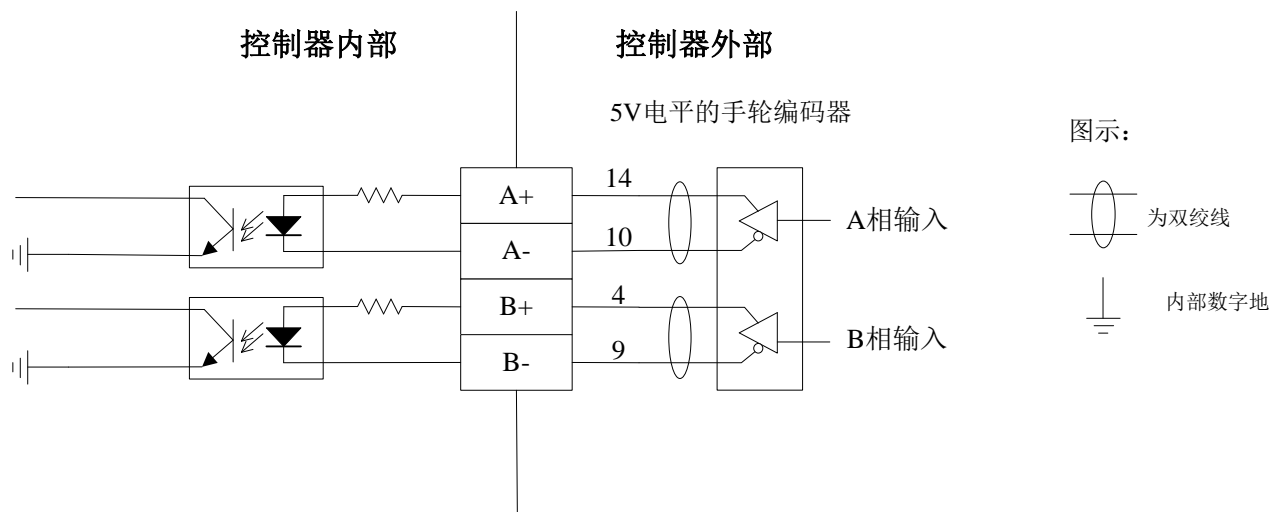 控制器内部
控制器外部
5V电平的手轮编码器
图示：
A+
14
A相输入
A-
10
为双绞线
B+
4
内部数字地
B相输入
B-
9